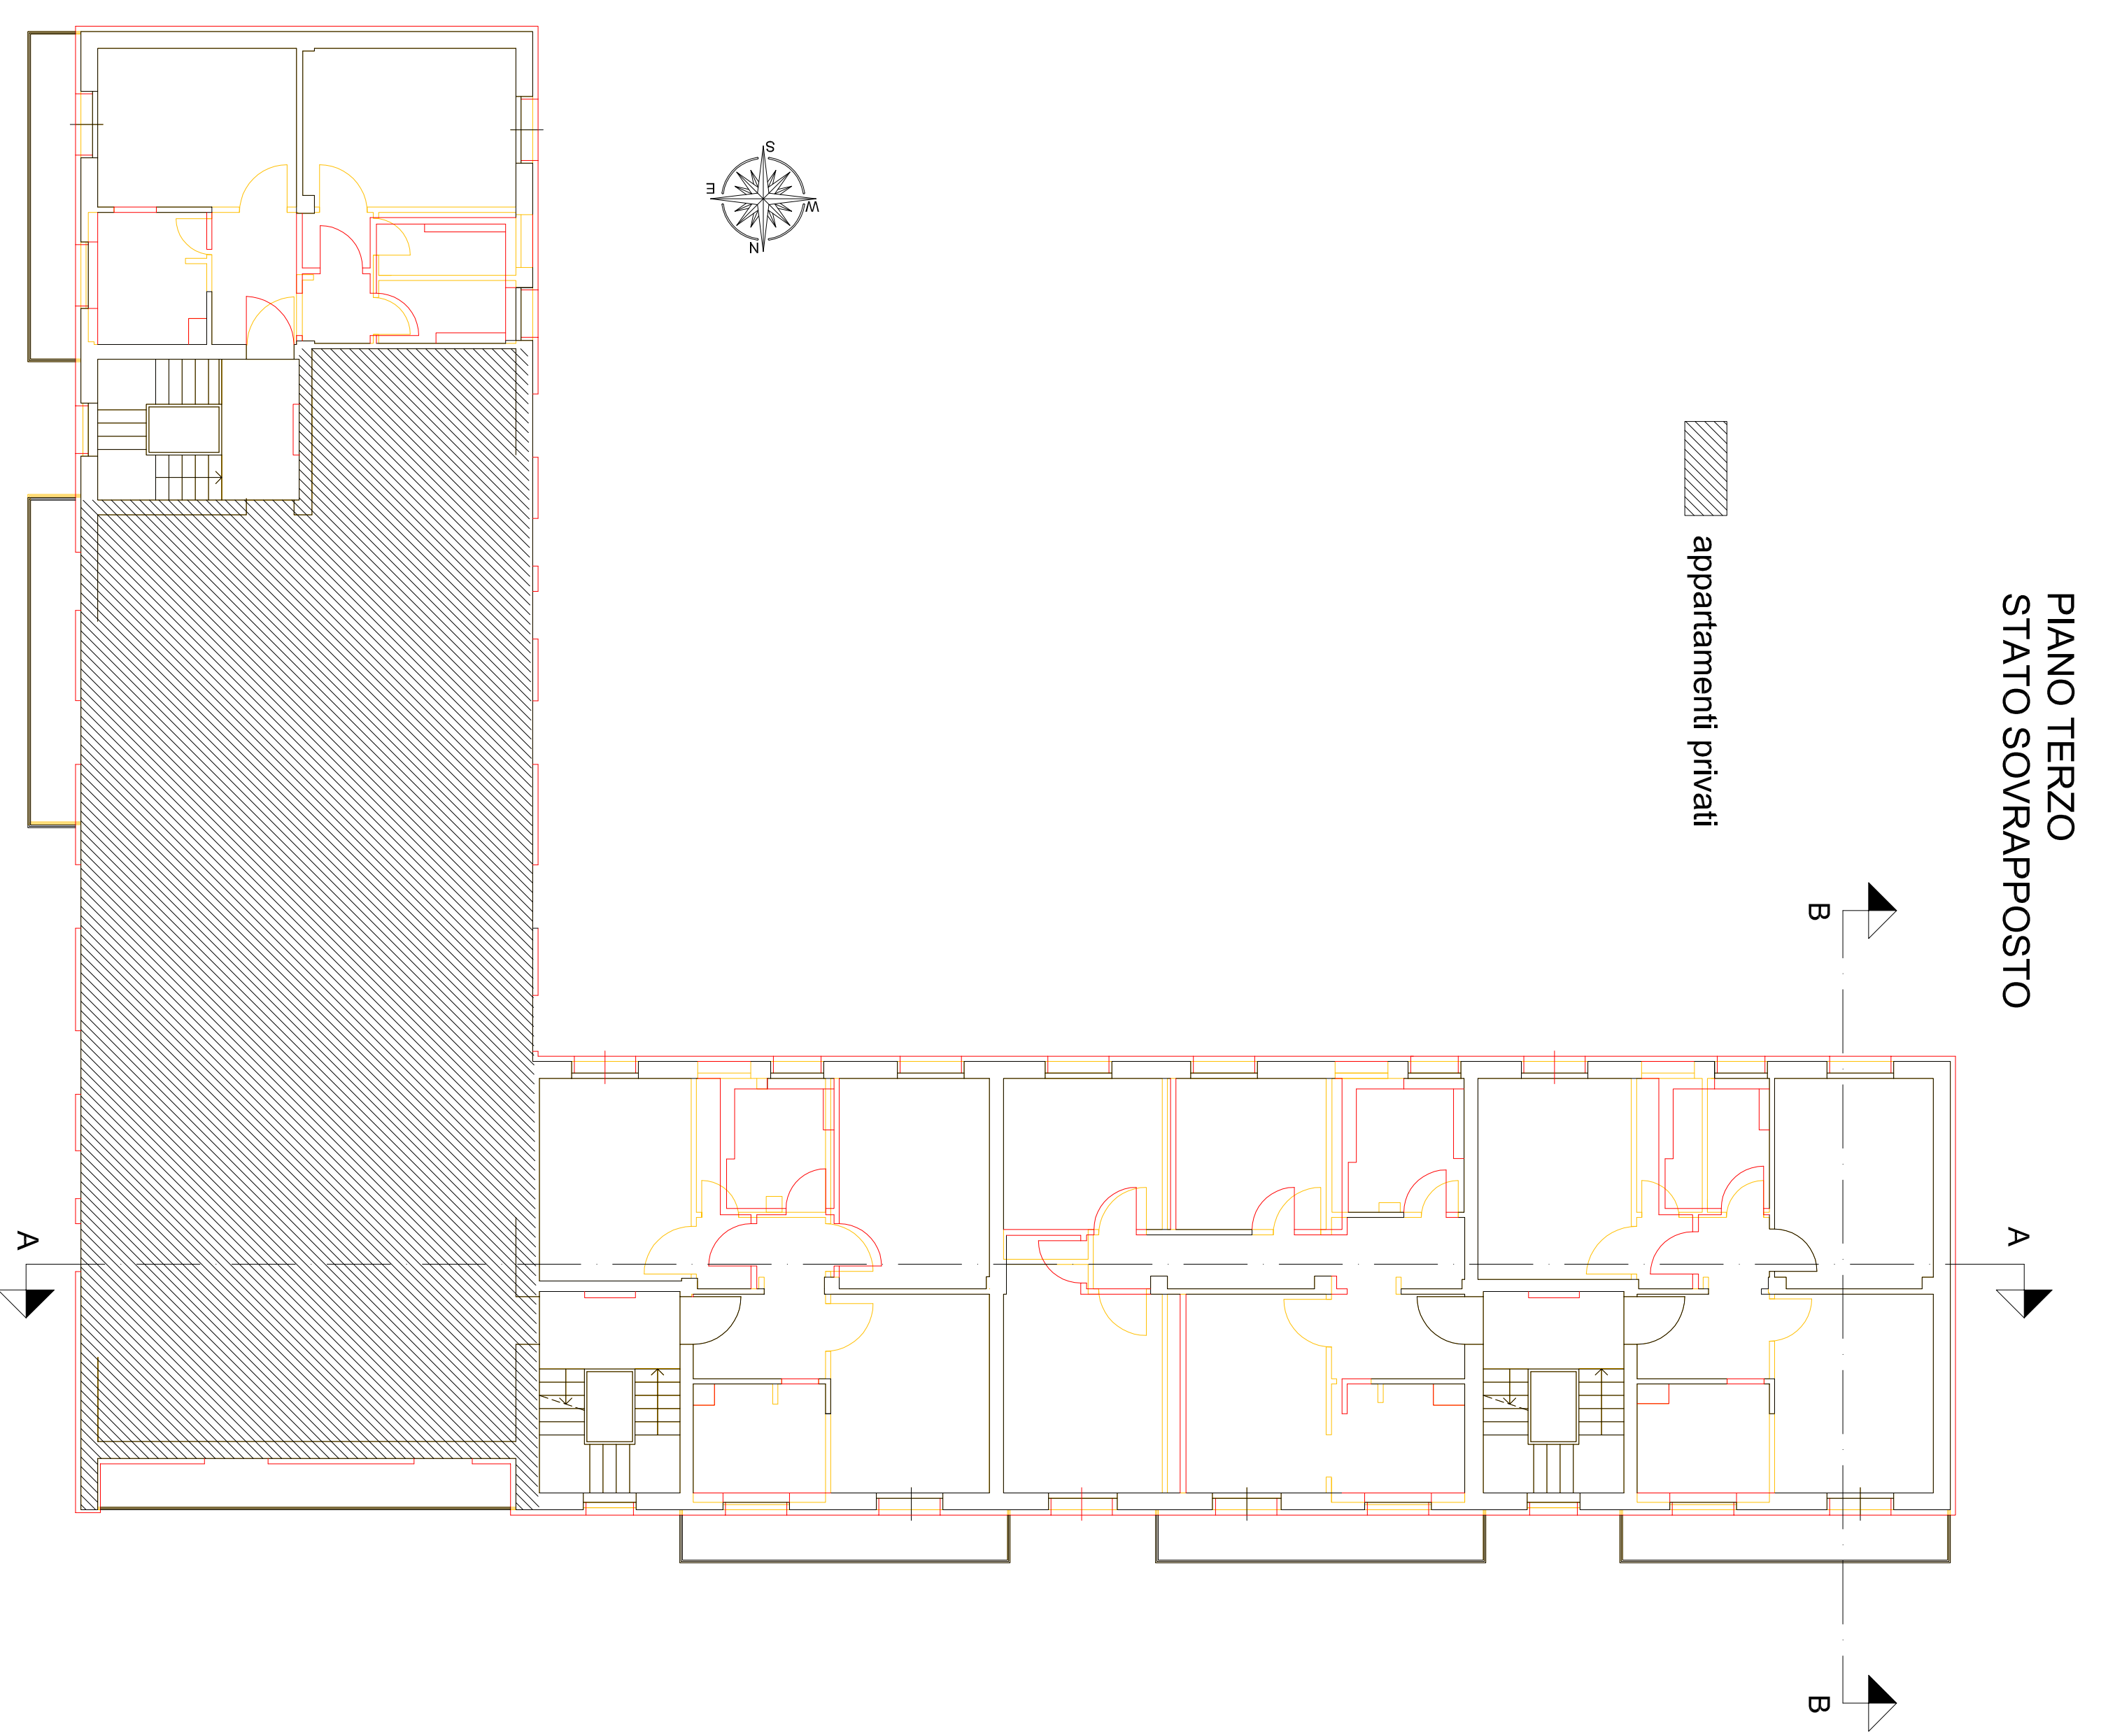 PIANO TERZO
STATO SOVRAPPOSTO
appartamenti privati
S
E
W
N
B
B
A
A